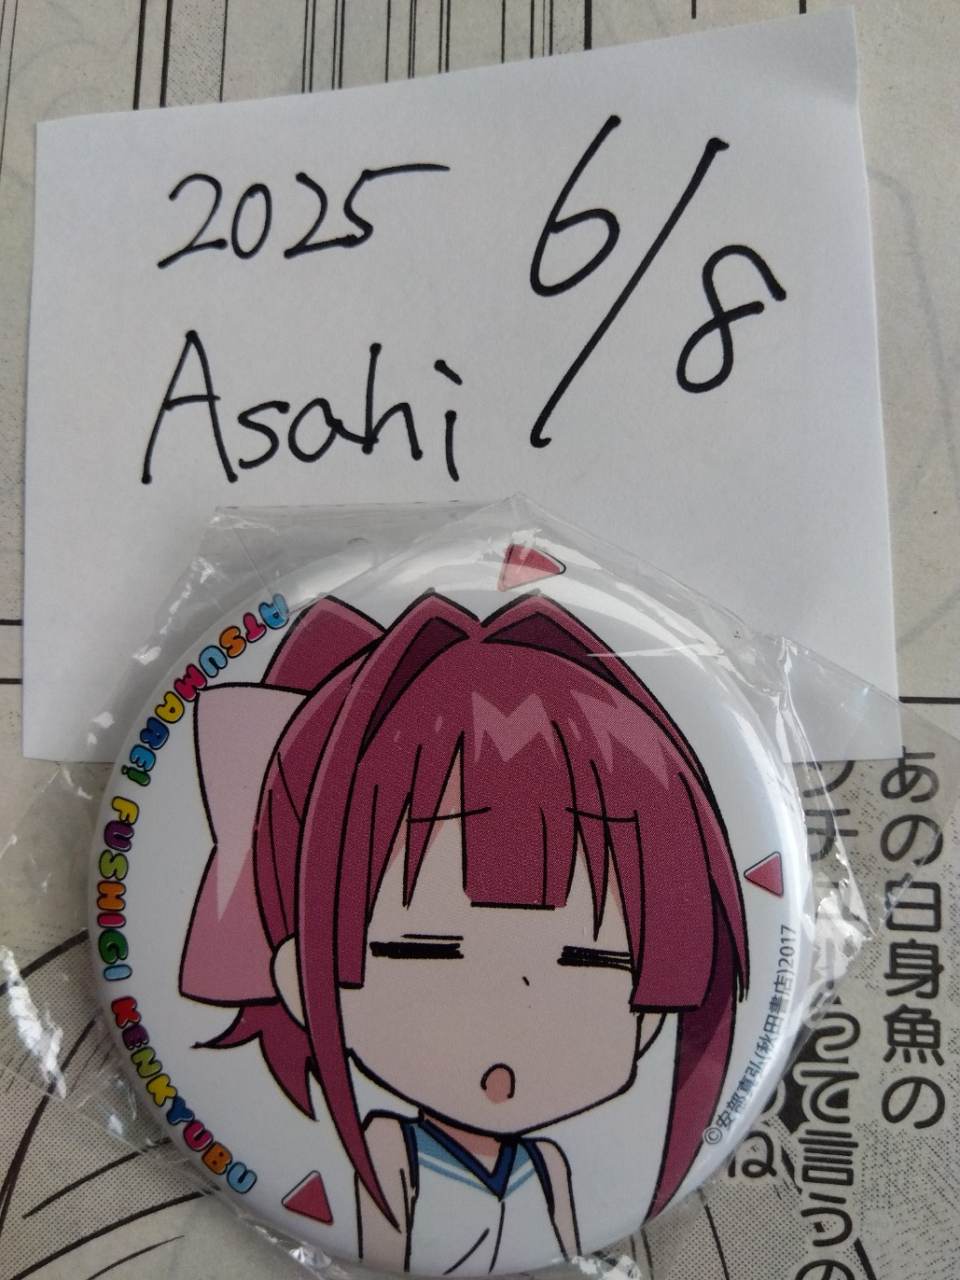 2025 6/8
Asahi
ATSUMARE! FUSHIGI KENKYUBU
©安部真弘(秋田書店)2017
あの白身魚の
って言うの